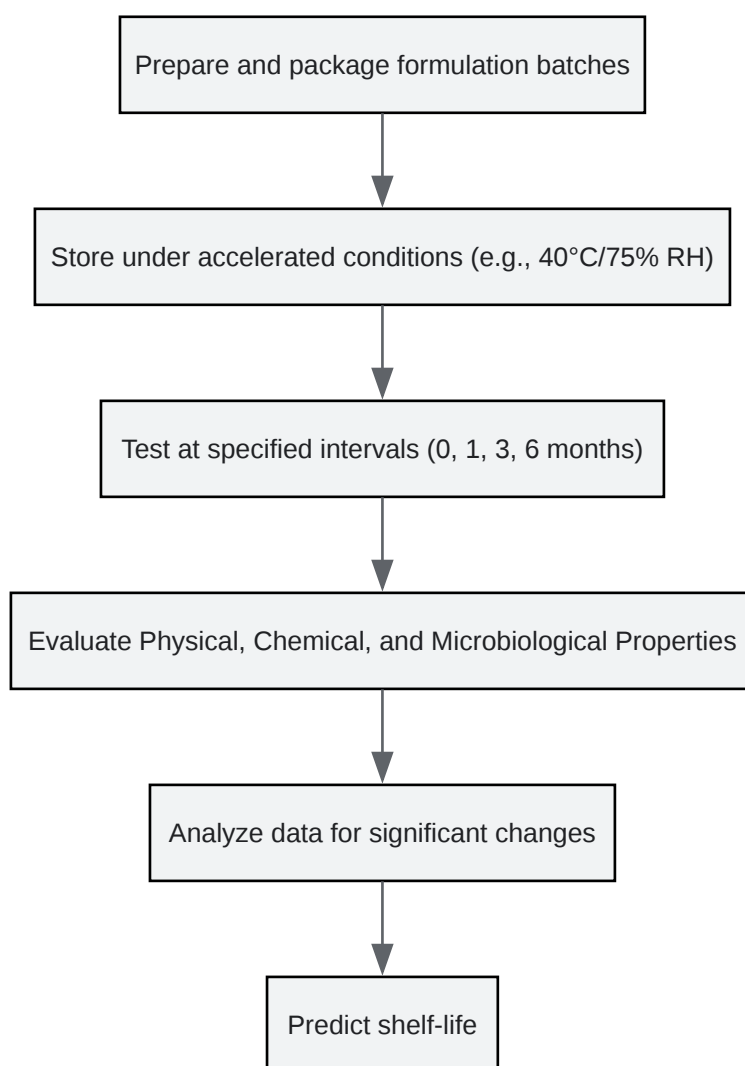 Prepare and package formulation batches
Store under accelerated conditions (e.g., 40°C/75% RH)
Test at specified intervals (0, 1, 3, 6 months)
Evaluate Physical, Chemical, and Microbiological Properties
Analyze data for significant changes
Predict shelf-life